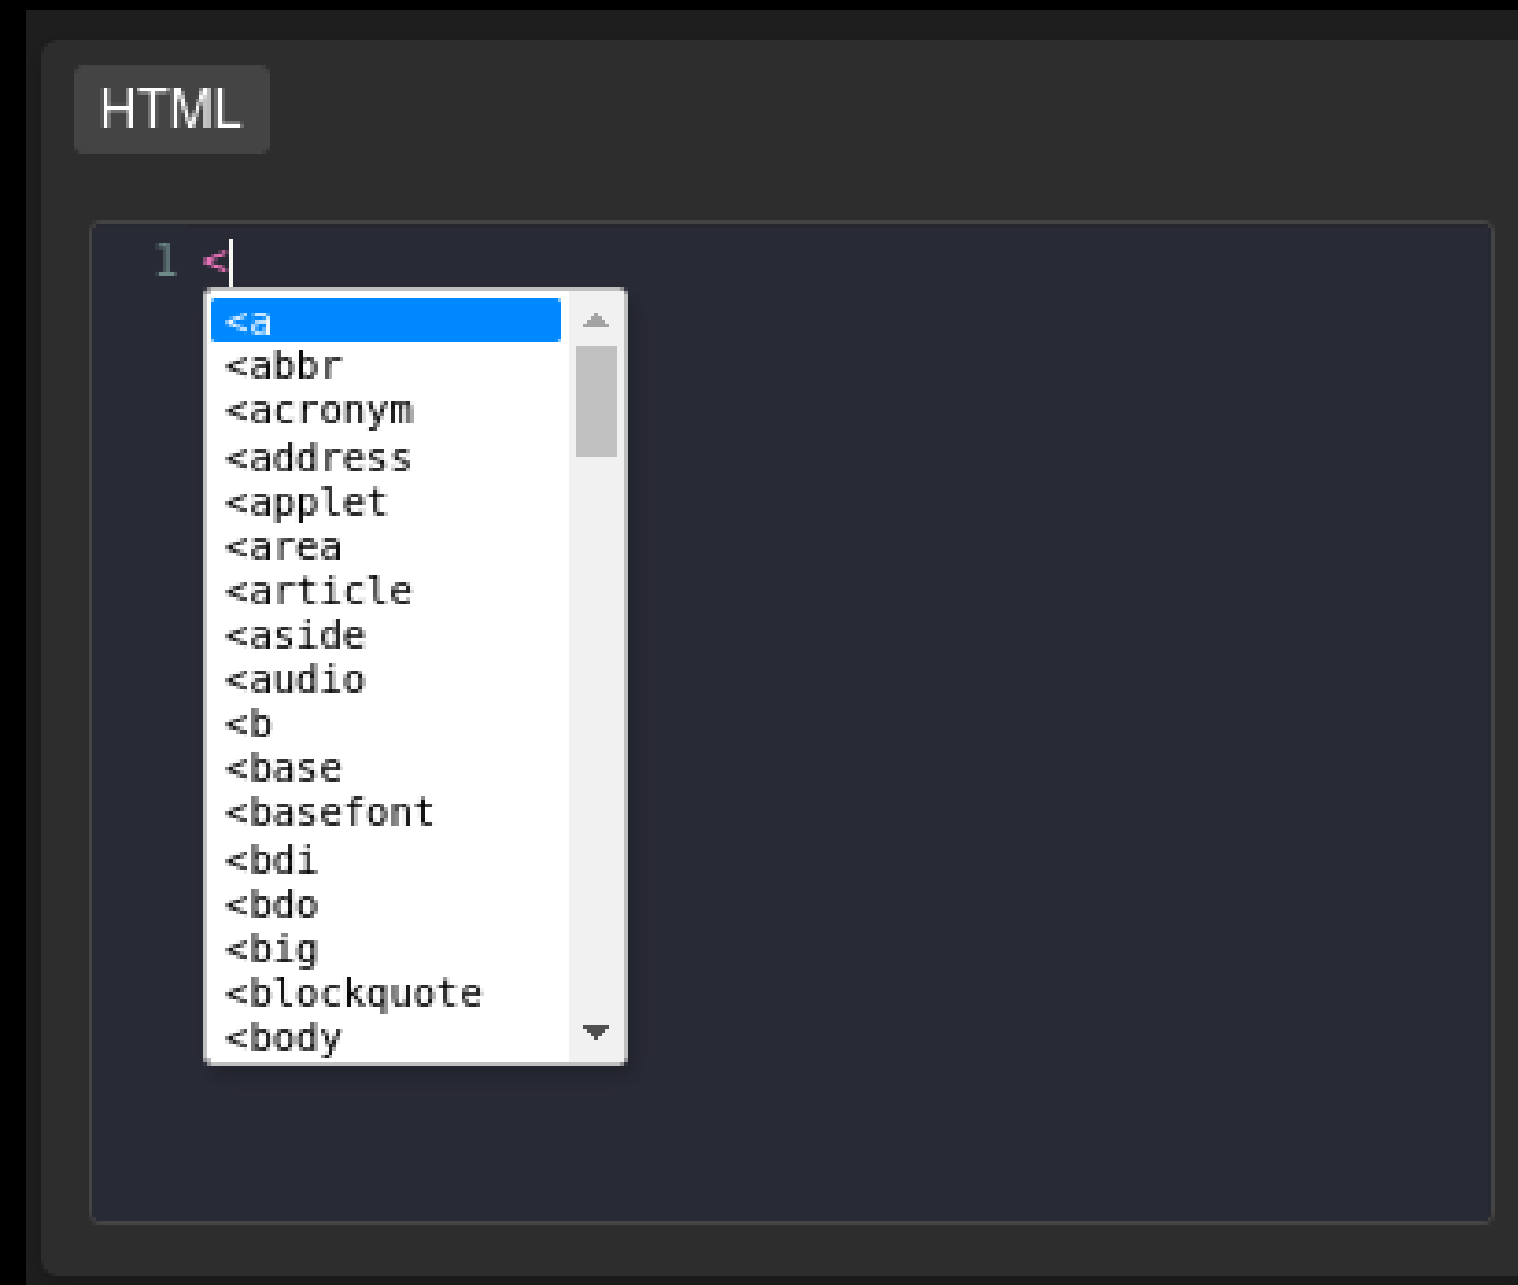 HTML
1 <
<a
<abbr
<acronym
<address
<applet
<area
<article
<aside
<audio
<b
<base
<basefont
<bdi
<bdo
<big
<blockquote
<body